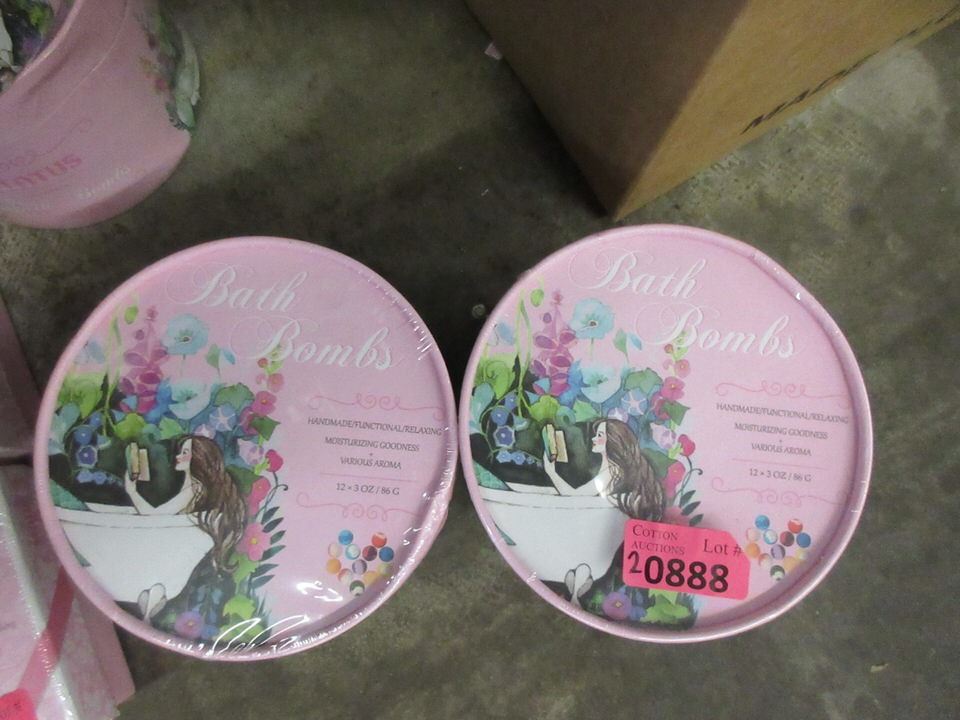 Bath
Bombs
HANDMADE/FUNCTIONAL/RELAXING
MOISTURIZING GOODNESS
+
VARIOUS AROMA
12 × 3 OZ / 86 G
Bath
Bombs
HANDMADE/FUNCTIONAL/RELAXING
MOISTURIZING GOODNESS
+
VARIOUS AROMA
12 × 3 OZ / 86 G
COTTON
AUCTIONS
Lot #
20888
Bombs